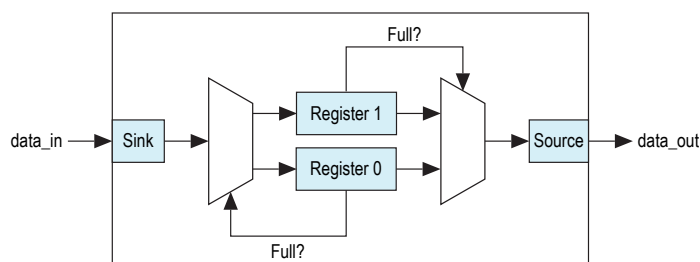 Full?
Register 1
data_in
Sink
Source
data_out
Register 0
Full?